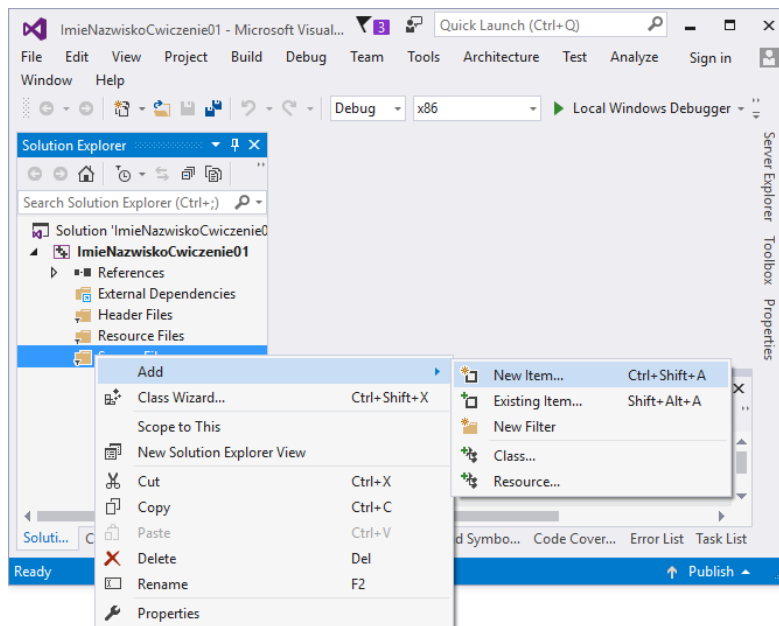 ImieNazwiskoCwiczenie01 - Microsoft Visual... 3 Quick Launch (Ctrl+Q)
File Edit View Project Build Debug Team Tools Architecture Test Analyze Sign in
Window Help
Debug x86 Local Windows Debugger
Solution Explorer
Search Solution Explorer (Ctrl+;)
Solution 'ImieNazwiskoCwiczenie0
ImieNazwiskoCwiczenie01
References
External Dependencies
Header Files
Resource Files
Add
Class Wizard... Ctrl+Shift+X
Scope to This
New Solution Explorer View
Cut Ctrl+X
Copy Ctrl+C
Paste Ctrl+V
Delete Del
Rename F2
Properties
New Item... Ctrl+Shift+A
Existing Item... Shift+Alt+A
New Filter
Class...
Resource...
Server Explorer
Toolbox
Properties
Soluti... C d Symbo... Code Cover... Error List Task List
Ready Publish